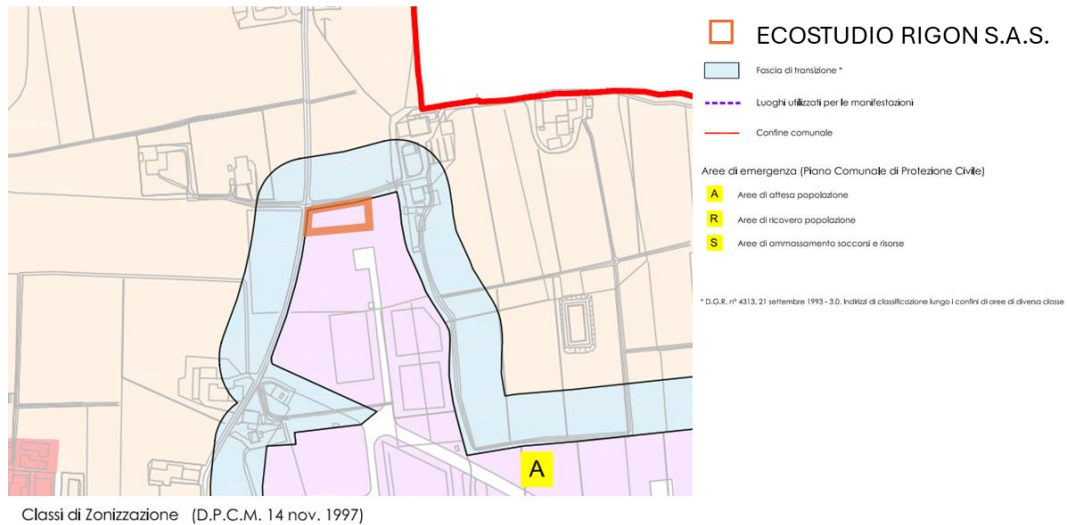 ECOSTUDIO RIGON S.A.S.
Fascia di transizione *
Luoghi utilizzati per le manifestazioni
Confine comunale
Aree di emergenza (Piano Comunale di Protezione Civile)
A Aree di attesa popolazione
R Aree di ricovero popolazione
S Aree di ammassamento soccorsi e risorse
* D.G.R. n° 4313, 21 settembre 1993 - 3.0. Indirizzi di classificazione lungo i confini di aree di diversa classe
A
Classi di Zonizzazione (D.P.C.M. 14 nov. 1997)